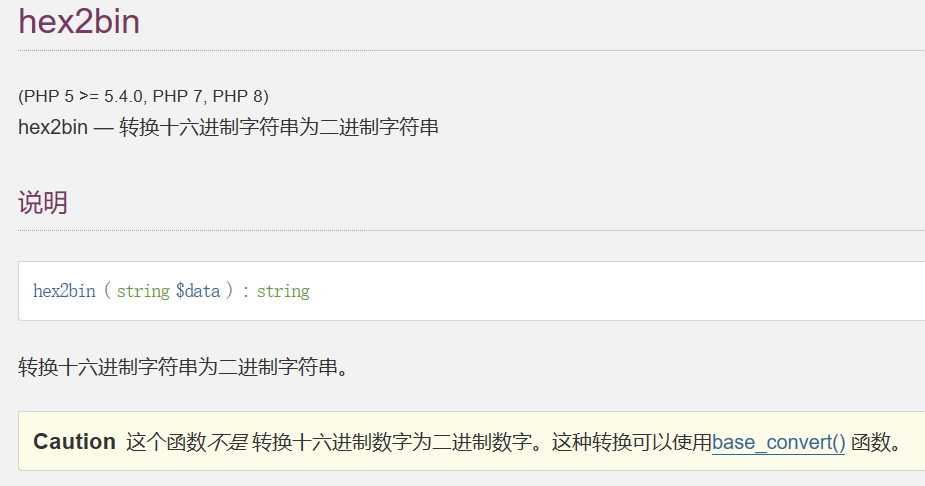 hex2bin
(PHP 5 >= 5.4.0, PHP 7, PHP 8)
hex2bin — 转换十六进制字符串为二进制字符串
说明
hex2bin ( string $data ) : string
转换十六进制字符串为二进制字符串。
Caution 这个函数不是 转换十六进制数字为二进制数字。这种转换可以使用base_convert() 函数。